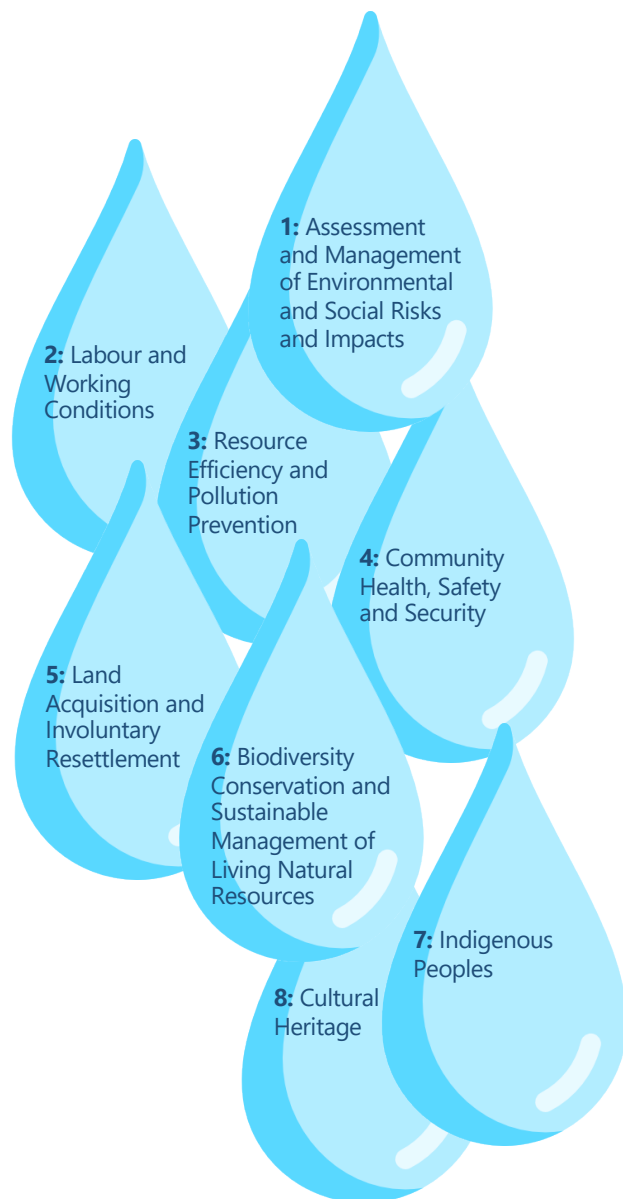 1: Assessment
and Management
of Environmental
and Social Risks
and Impacts
2: Labour and
Working
Conditions
3: Resource
Efficiency and
Pollution
Prevention
4: Community
Health, Safety
and Security
5: Land
Acquisition and
Involuntary
Resettlement
6: Biodiversity
Conservation and
Sustainable
Management of
Living Natural
Resources
7: Indigenous
Peoples
8: Cultural
Heritage